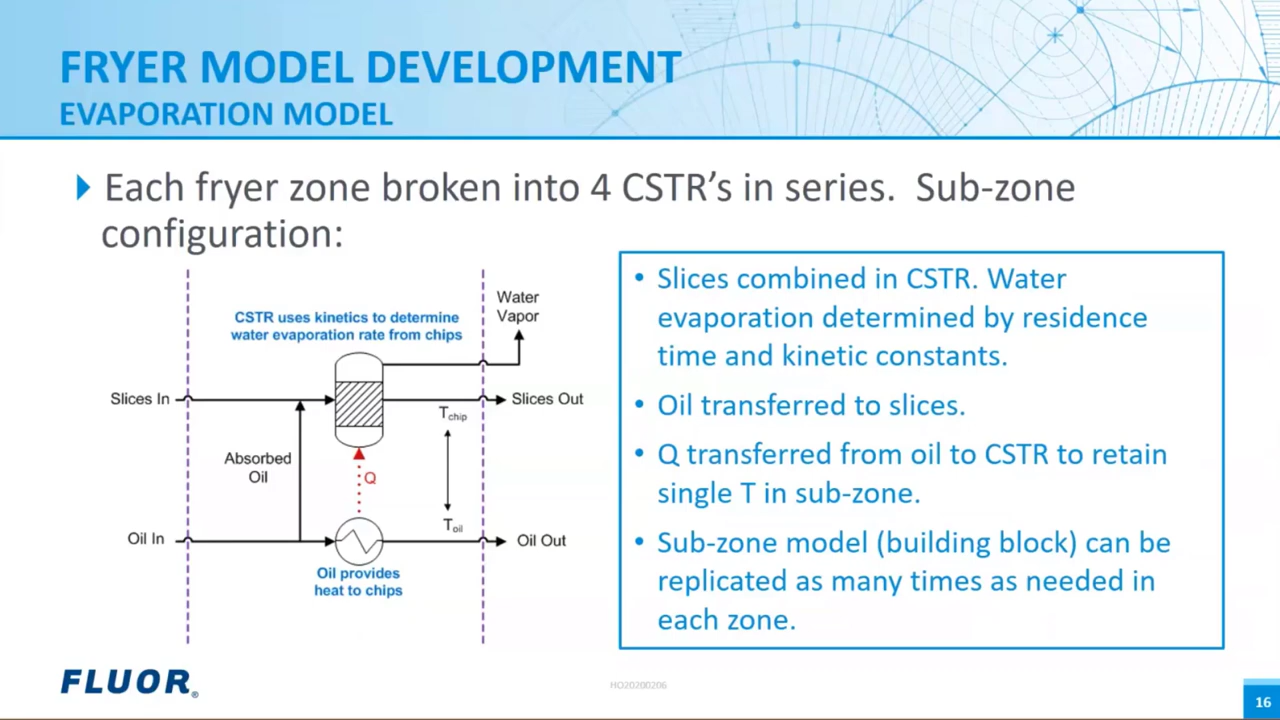 FRYER MODEL DEVELOPMENT
EVAPORATION MODEL
Each fryer zone broken into 4 CSTR’s in series. Sub-zone
configuration:
CSTR uses kinetics to determine
water evaporation rate from chips
Water
Vapor
Slices In
Slices Out
Tchip
Absorbed
Oil
Q
Toil
Oil In
Oil Out
Oil provides
heat to chips
• Slices combined in CSTR. Water
evaporation determined by residence
time and kinetic constants.
• Oil transferred to slices.
• Q transferred from oil to CSTR to retain
single T in sub-zone.
• Sub-zone model (building block) can be
replicated as many times as needed in
each zone.
FLUOR®
HO20200206
16